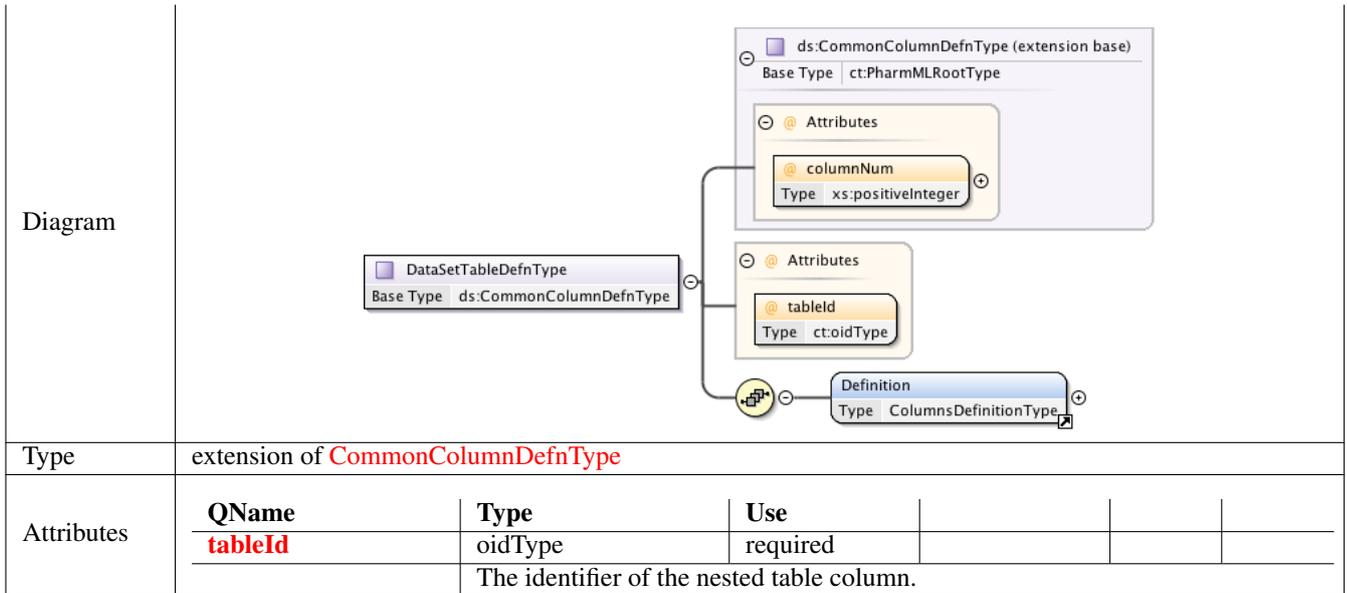 Diagram
ds:CommonColumnDefnType (extension base)
Base Type ct:PharmMLRootType
@ Attributes
@ columnNum
Type xs:positiveInteger
DataSetTableDefnType
Base Type ds:CommonColumnDefnType
@ Attributes
@ tableId
Type ct:oidType
Definition
Type ColumnsDefinitionType
Type extension of CommonColumnDefnType
Attributes
QName Type Use
tableId oidType required
The identifier of the nested table column.